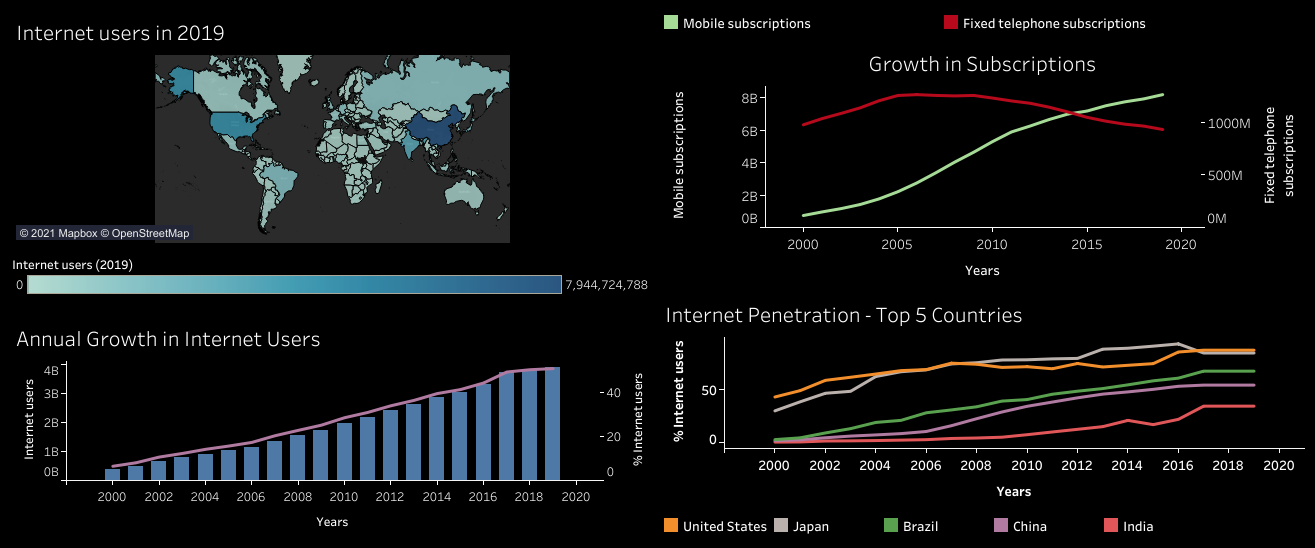 Internet users in 2019
© 2021 Mapbox © OpenStreetMap
Internet users (2019)
0 7,944,724,788
Mobile subscriptions Fixed telephone subscriptions
Growth in Subscriptions
Mobile subscriptions
8B
6B
4B
2B
0B
1000M
500M
0M
Fixed telephone
subscriptions
2000 2005 2010 2015 2020
Years
Annual Growth in Internet Users
Internet users
4B
3B
2B
1B
0B
40
20
0
% Internet users
2000 2002 2004 2006 2008 2010 2012 2014 2016 2018 2020
Years
Internet Penetration - Top 5 Countries
% Internet users
50
0
2000 2002 2004 2006 2008 2010 2012 2014 2016 2018 2020
Years
United States Japan Brazil China India